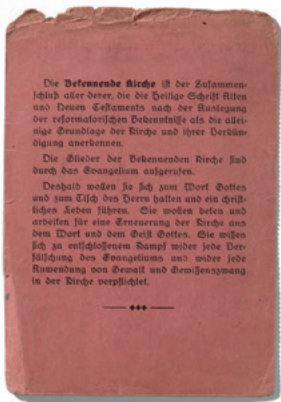 Die Bekennende Kirche ist der Zusammen-
schluß aller derer, die die Heilige Schrift Alten
und Neuen Testaments nach der Auslegung
der reformatorischen Bekenntnisse als die allei-
nige Grundlage der Kirche und ihrer Verkün-
digung anerkennen.
Die Glieder der Bekennenden Kirche sind
durch das Evangelium aufgerufen.
Deshalb wollen sie sich zum Wort Gottes
und zum Tisch des Herrn halten und ein christ-
liches Leben führen. Sie wollen beten und
arbeiten für eine Erneuerung der Kirche aus
dem Wort und dem Geist Gottes. Sie wissen
sich zu entschlossenem Kampf wider jede Ver-
fälschung des Evangeliums und wider jede
Anwendung von Gewalt und Gewissenszwang
in der Kirche verpflichtet.